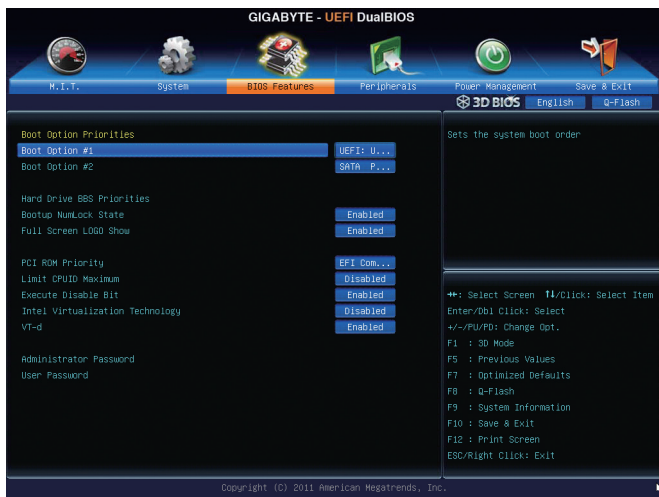 GIGABYTE - UEFI DualBIOS
M.I.T. System BIOS Features Peripherals Power Management Save & Exit
3D BIOS English Q-Flash
Boot Option Priorities
Boot Option #1 UEFI: U...
Boot Option #2 SATA P...
Hard Drive BBS Priorities
Bootup NumLock State Enabled
Full Screen LOGO Show Enabled
PCI ROM Priority EFI Com...
Limit CPUID Maximum Disabled
Execute Disable Bit Enabled
Intel Virtualization Technology Disabled
VT-d Enabled
Administrator Password
User Password
Sets the system boot order
→←: Select Screen ↑↓/Click: Select Item
Enter/Dbl Click: Select
+/-/PU/PD: Change Opt.
F1 : 3D Mode
F5 : Previous Values
F7 : Optimized Defaults
F8 : Q-Flash
F9 : System Information
F10 : Save & Exit
F12 : Print Screen
ESC/Right Click: Exit
Copyright (C) 2011 American Megatrends, Inc.